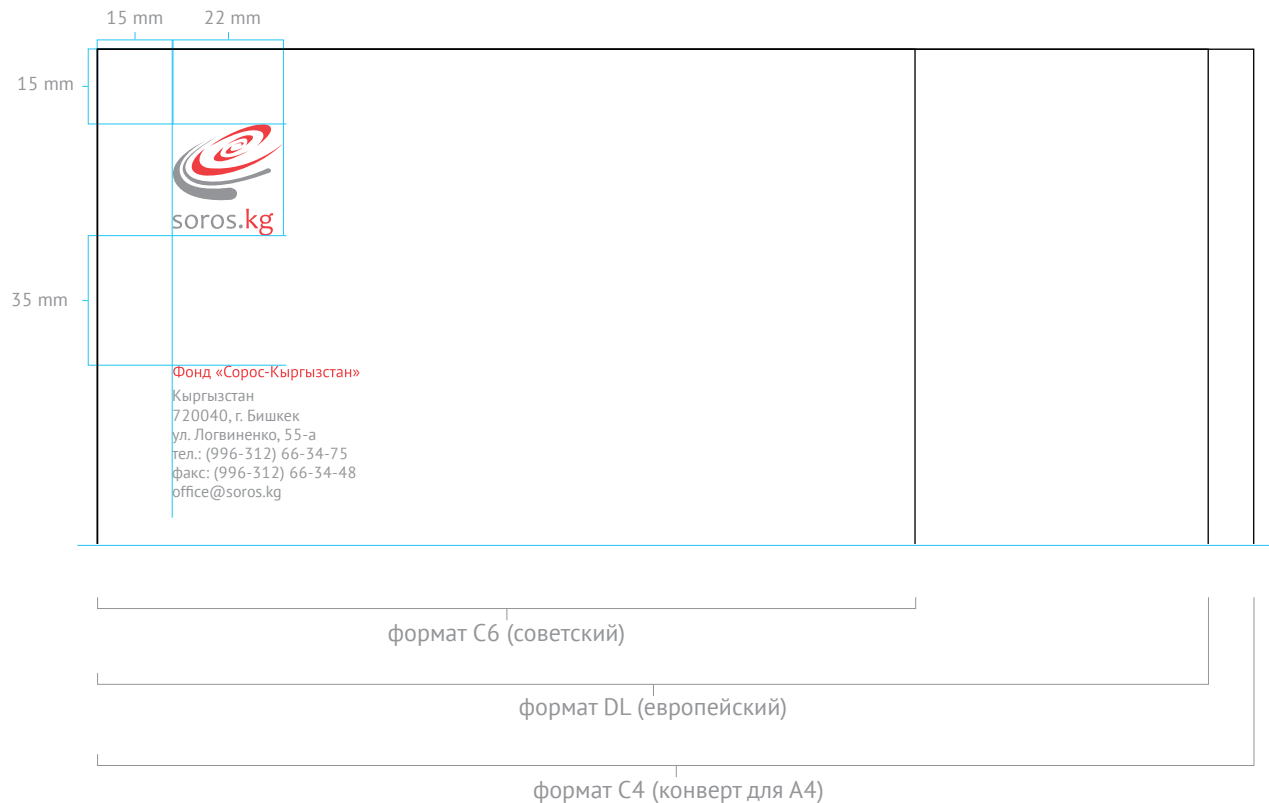 15 mm
22 mm
15 mm
soros.kg
35 mm
Фонд «Сорос-Кыргызстан»
Кыргызстан
720040, г. Бишкек
ул. Логвиненко, 55-а
тел.: (996-312) 66-34-75
факс: (996-312) 66-34-48
office@soros.kg
формат С6 (советский)
формат DL (европейский)
формат С4 (конверт для А4)